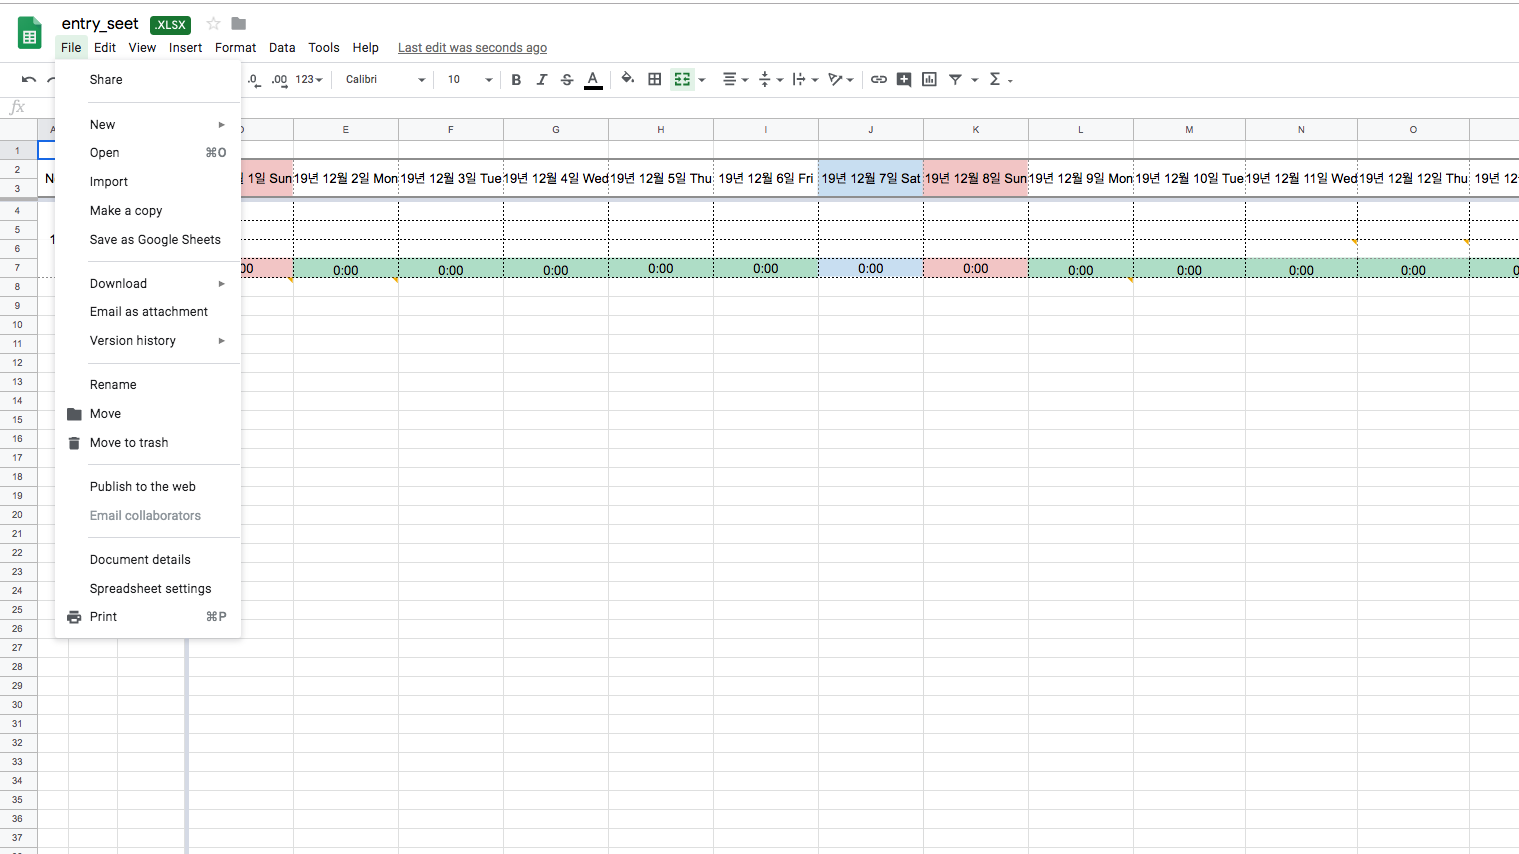 entry_seet .XLSX
File Edit View Insert Format Data Tools Help Last edit was seconds ago
.0 .00 123 Calibri 10 B I S A Σ
fx
E F G H I J K L M N O
1일 Sun 19년 12월 2일 Mon 19년 12월 3일 Tue 19년 12월 4일 Wed 19년 12월 5일 Thu 19년 12월 6일 Fri 19년 12월 7일 Sat 19년 12월 8일 Sun 19년 12월 9일 Mon 19년 12월 10일 Tue 19년 12월 11일 Wed 19년 12월 12일 Thu 19년 12
0:00 0:00 0:00 0:00 0:00 0:00 0:00 0:00 0:00 0:00 0:00
Share
New
Open ⌘O
Import
Make a copy
Save as Google Sheets
Download
Email as attachment
Version history
Rename
Move
Move to trash
Publish to the web
Email collaborators
Document details
Spreadsheet settings
Print ⌘P
1
2
3
4
5
6
7
8
9
10
11
12
13
14
15
16
17
18
19
20
21
22
23
24
25
26
27
28
29
30
31
32
33
34
35
36
37